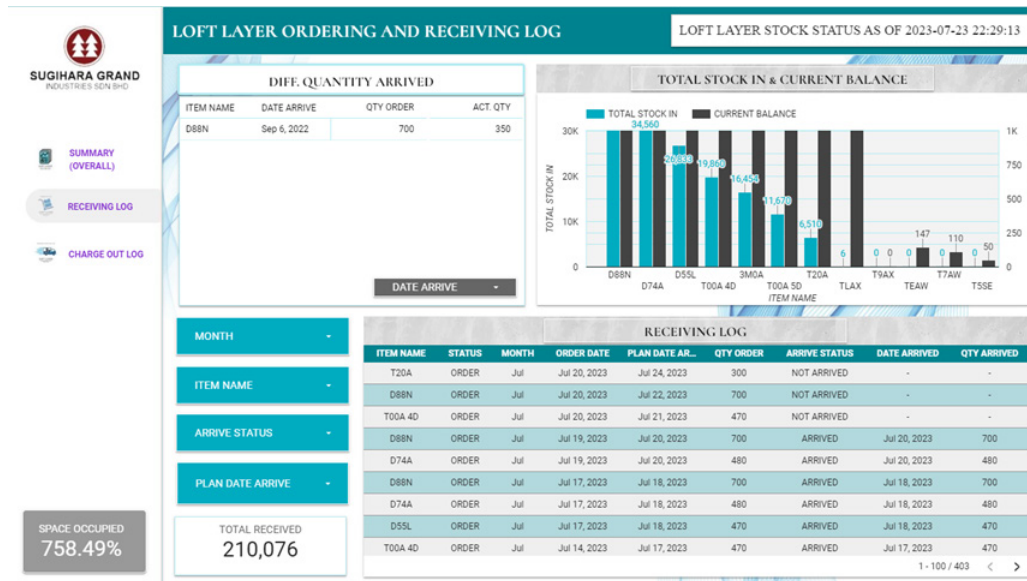 SUGIHARA GRAND
INDUSTRIES SDN BHD
SUMMARY
(OVERALL)
RECEIVING LOG
CHARGE OUT LOG
SPACE OCCUPIED
758.49%
LOFT LAYER ORDERING AND RECEIVING LOG
LOFT LAYER STOCK STATUS AS OF 2023-07-23 22:29:13
DIFF. QUANTITY ARRIVED
ITEM NAME DATE ARRIVE QTY ORDER ACT. QTY
D88N Sep 6, 2022 700 350
DATE ARRIVE
TOTAL STOCK IN & CURRENT BALANCE
TOTAL STOCK IN CURRENT BALANCE
TOTAL STOCK IN
30K
20K
10K
0
34,560
26,833
19,860
16,454
11,670
6,510
6
0 0 0 147 0 110 0 50
1K
750
500
250
0
D88N D55L 3M0A T20A T9AX T7AW
D74A T00A 4D T00A 5D TLAX TEAW T5SE
ITEM NAME
MONTH
ITEM NAME
ARRIVE STATUS
PLAN DATE ARRIVE
TOTAL RECEIVED
210,076
RECEIVING LOG
ITEM NAME STATUS MONTH ORDER DATE PLAN DATE AR... QTY ORDER ARRIVE STATUS DATE ARRIVED QTY ARRIVED
T20A ORDER Jul Jul 20, 2023 Jul 24, 2023 300 NOT ARRIVED - -
D88N ORDER Jul Jul 20, 2023 Jul 22, 2023 700 NOT ARRIVED - -
T00A 4D ORDER Jul Jul 20, 2023 Jul 21, 2023 470 NOT ARRIVED - -
D88N ORDER Jul Jul 19, 2023 Jul 20, 2023 700 ARRIVED Jul 20, 2023 700
D74A ORDER Jul Jul 19, 2023 Jul 20, 2023 480 ARRIVED Jul 20, 2023 480
D88N ORDER Jul Jul 17, 2023 Jul 18, 2023 700 ARRIVED Jul 18, 2023 700
D74A ORDER Jul Jul 17, 2023 Jul 18, 2023 480 ARRIVED Jul 18, 2023 480
D55L ORDER Jul Jul 17, 2023 Jul 18, 2023 470 ARRIVED Jul 18, 2023 470
T00A 4D ORDER Jul Jul 14, 2023 Jul 17, 2023 470 ARRIVED Jul 17, 2023 470
1 - 100 / 403